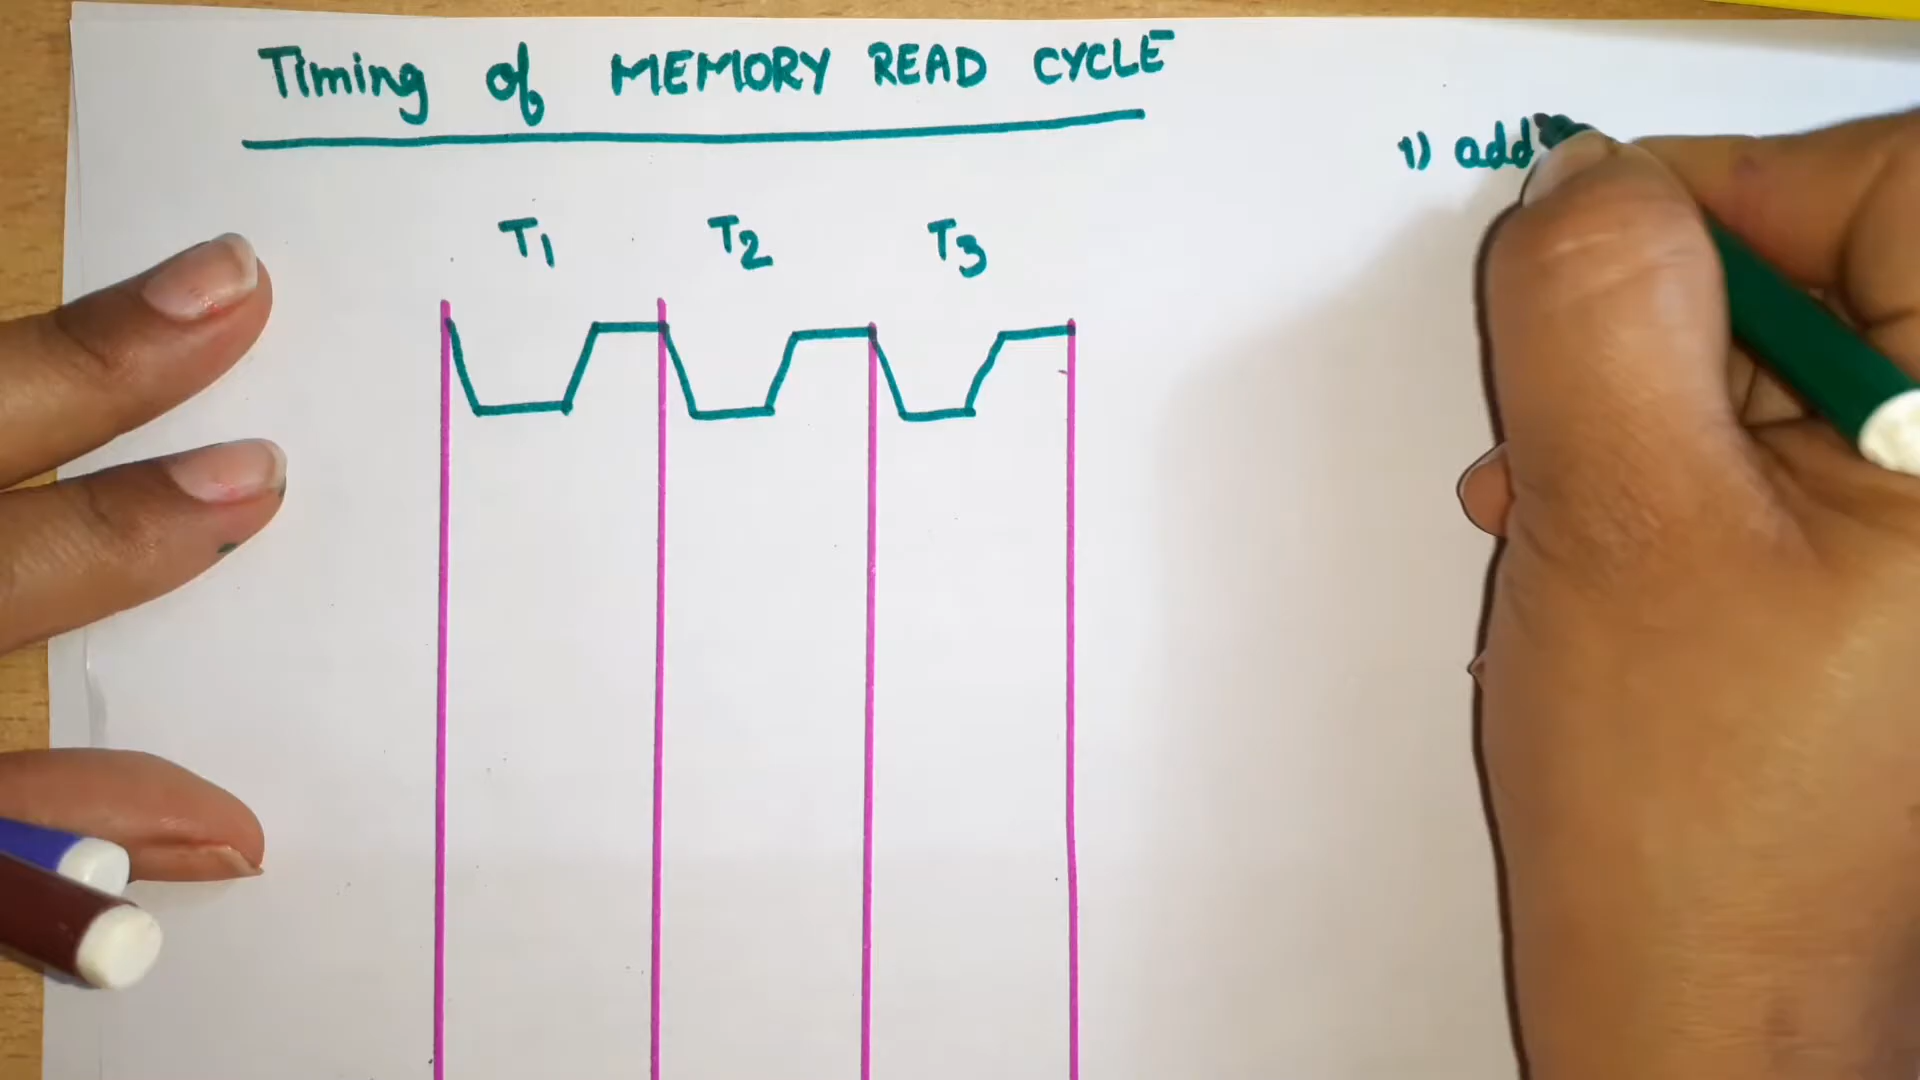 Timing of MEMORY READ CYCLE
1) add
T1 T2 T3